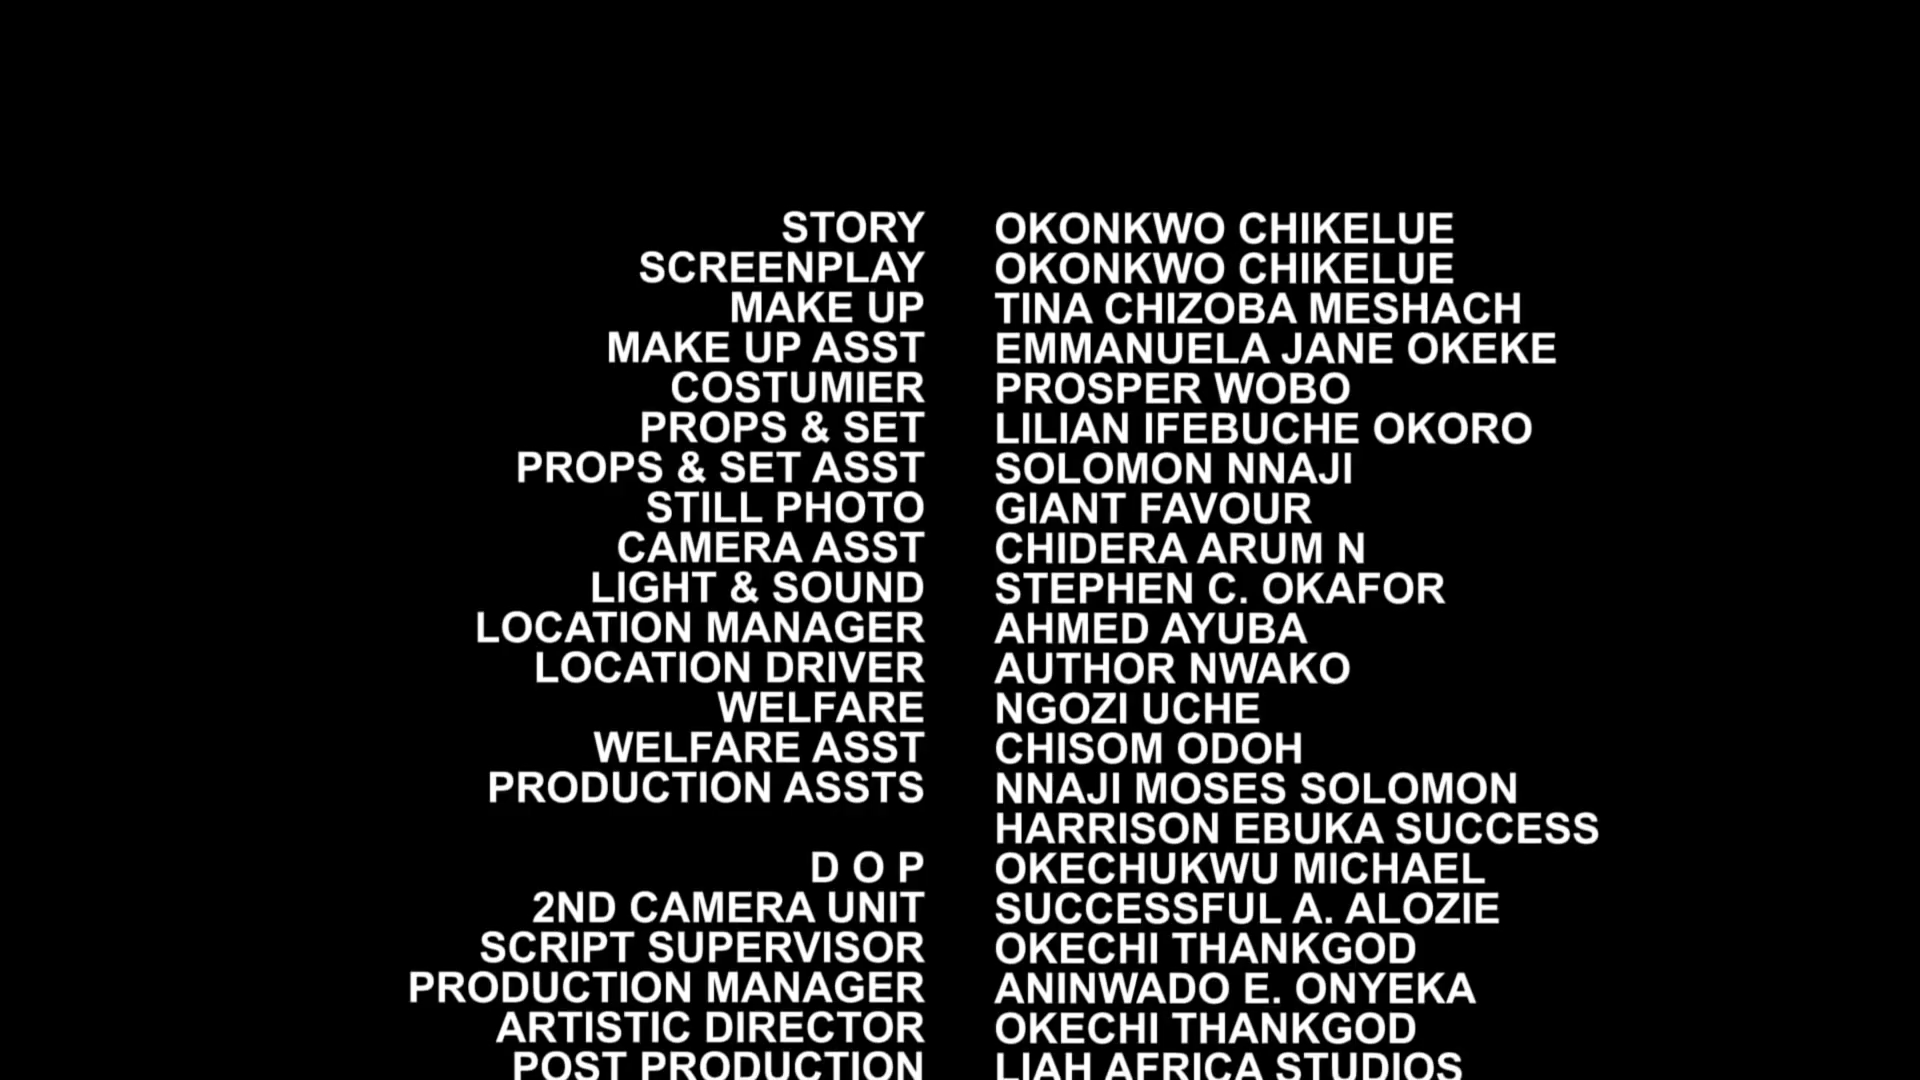 STORY OKONKWO CHIKELUE
SCREENPLAY OKONKWO CHIKELUE
MAKE UP TINA CHIZOBA MESHACH
MAKE UP ASST EMMANUELA JANE OKEKE
COSTUMIER PROSPER WOBO
PROPS & SET LILIAN IFEBUCHE OKORO
PROPS & SET ASST SOLOMON NNAJI
STILL PHOTO GIANT FAVOUR
CAMERA ASST CHIDERA ARUM N
LIGHT & SOUND STEPHEN C. OKAFOR
LOCATION MANAGER AHMED AYUBA
LOCATION DRIVER AUTHOR NWAKO
WELFARE NGOZI UCHE
WELFARE ASST CHISOM ODOH
PRODUCTION ASSTS NNAJI MOSES SOLOMON
HARRISON EBUKA SUCCESS
D O P OKECHUKWU MICHAEL
2ND CAMERA UNIT SUCCESSFUL A. ALOZIE
SCRIPT SUPERVISOR OKECHI THANKGOD
PRODUCTION MANAGER ANINWADO E. ONYEKA
ARTISTIC DIRECTOR OKECHI THANKGOD
POST PRODUCTION LIAH AFRICA STUDIOS